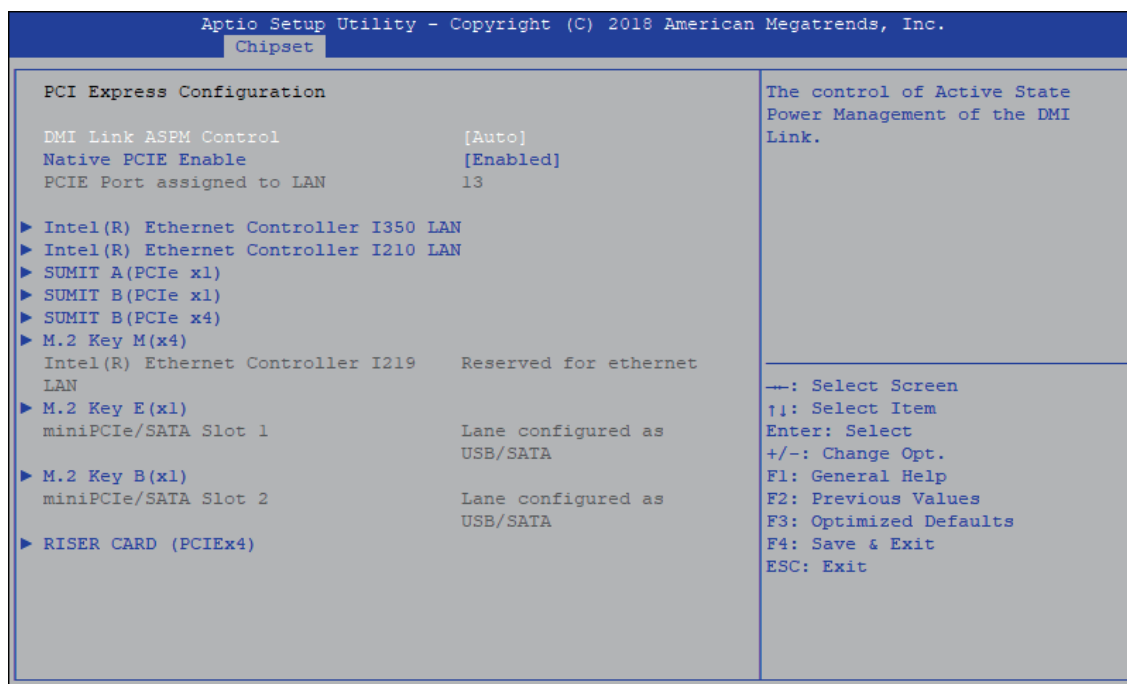 Aptio Setup Utility - Copyright (C) 2018 American Megatrends, Inc.
Chipset
PCI Express Configuration
DMI Link ASPM Control [Auto]
Native PCIE Enable [Enabled]
PCIE Port assigned to LAN 13
► Intel(R) Ethernet Controller I350 LAN
► Intel(R) Ethernet Controller I210 LAN
► SUMIT A(PCIe x1)
► SUMIT B(PCIe x1)
► SUMIT B(PCIe x4)
► M.2 Key M(x4)
Intel(R) Ethernet Controller I219 Reserved for ethernet
LAN
► M.2 Key E(x1)
miniPCIe/SATA Slot 1 Lane configured as
USB/SATA
► M.2 Key B(x1)
miniPCIe/SATA Slot 2 Lane configured as
USB/SATA
► RISER CARD (PCIEx4)
The control of Active State
Power Management of the DMI
Link.
→←: Select Screen
↑↓: Select Item
Enter: Select
+/-: Change Opt.
F1: General Help
F2: Previous Values
F3: Optimized Defaults
F4: Save & Exit
ESC: Exit